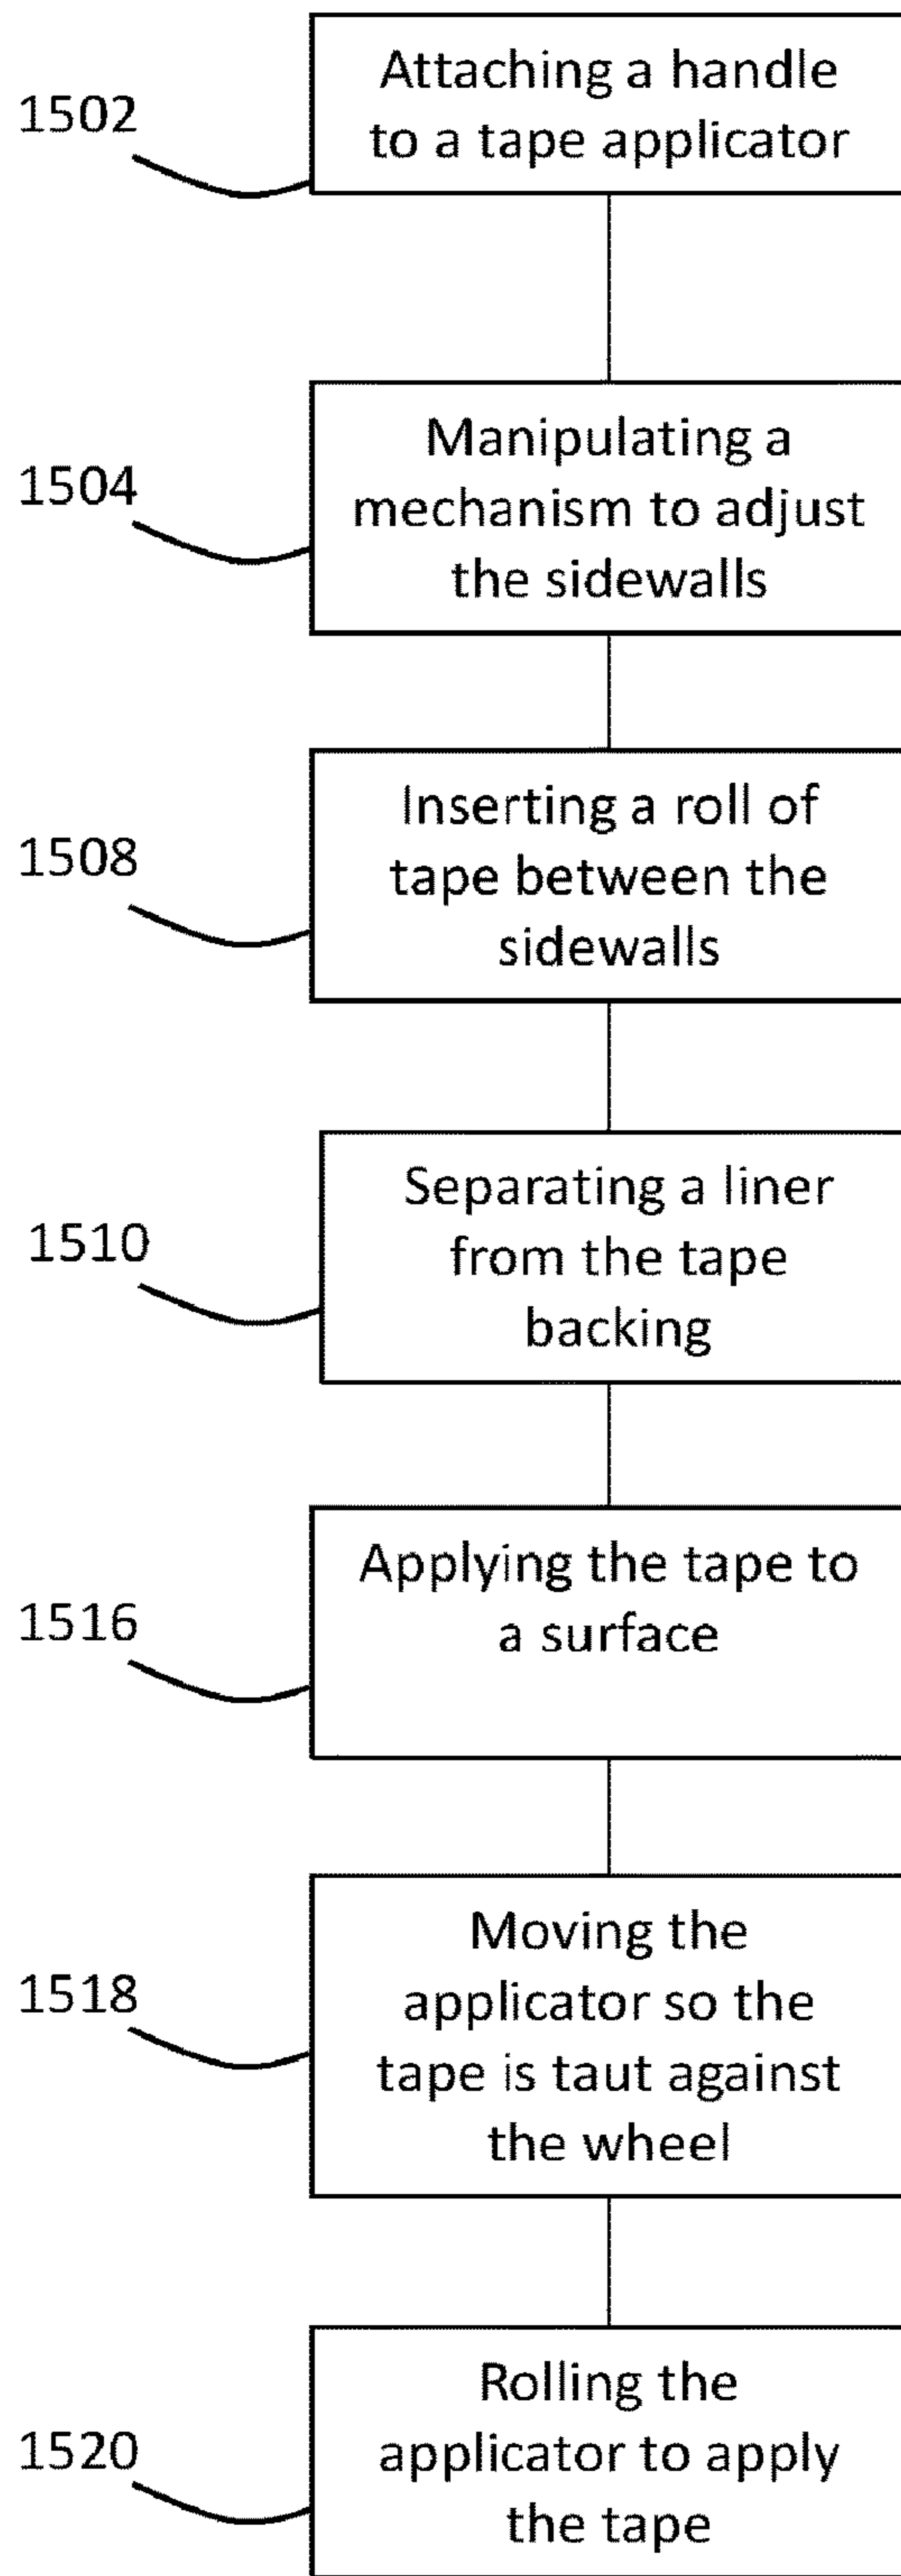 1502
Attaching a handle
to a tape applicator
1504
Manipulating a
mechanism to adjust
the sidewalls
1508
Inserting a roll of
tape between the
sidewalls
1510
Separating a liner
from the tape
backing
1516
Applying the tape to
a surface
1518
Moving the
applicator so the
tape is taut against
the wheel
1520
Rolling the
applicator to apply
the tape